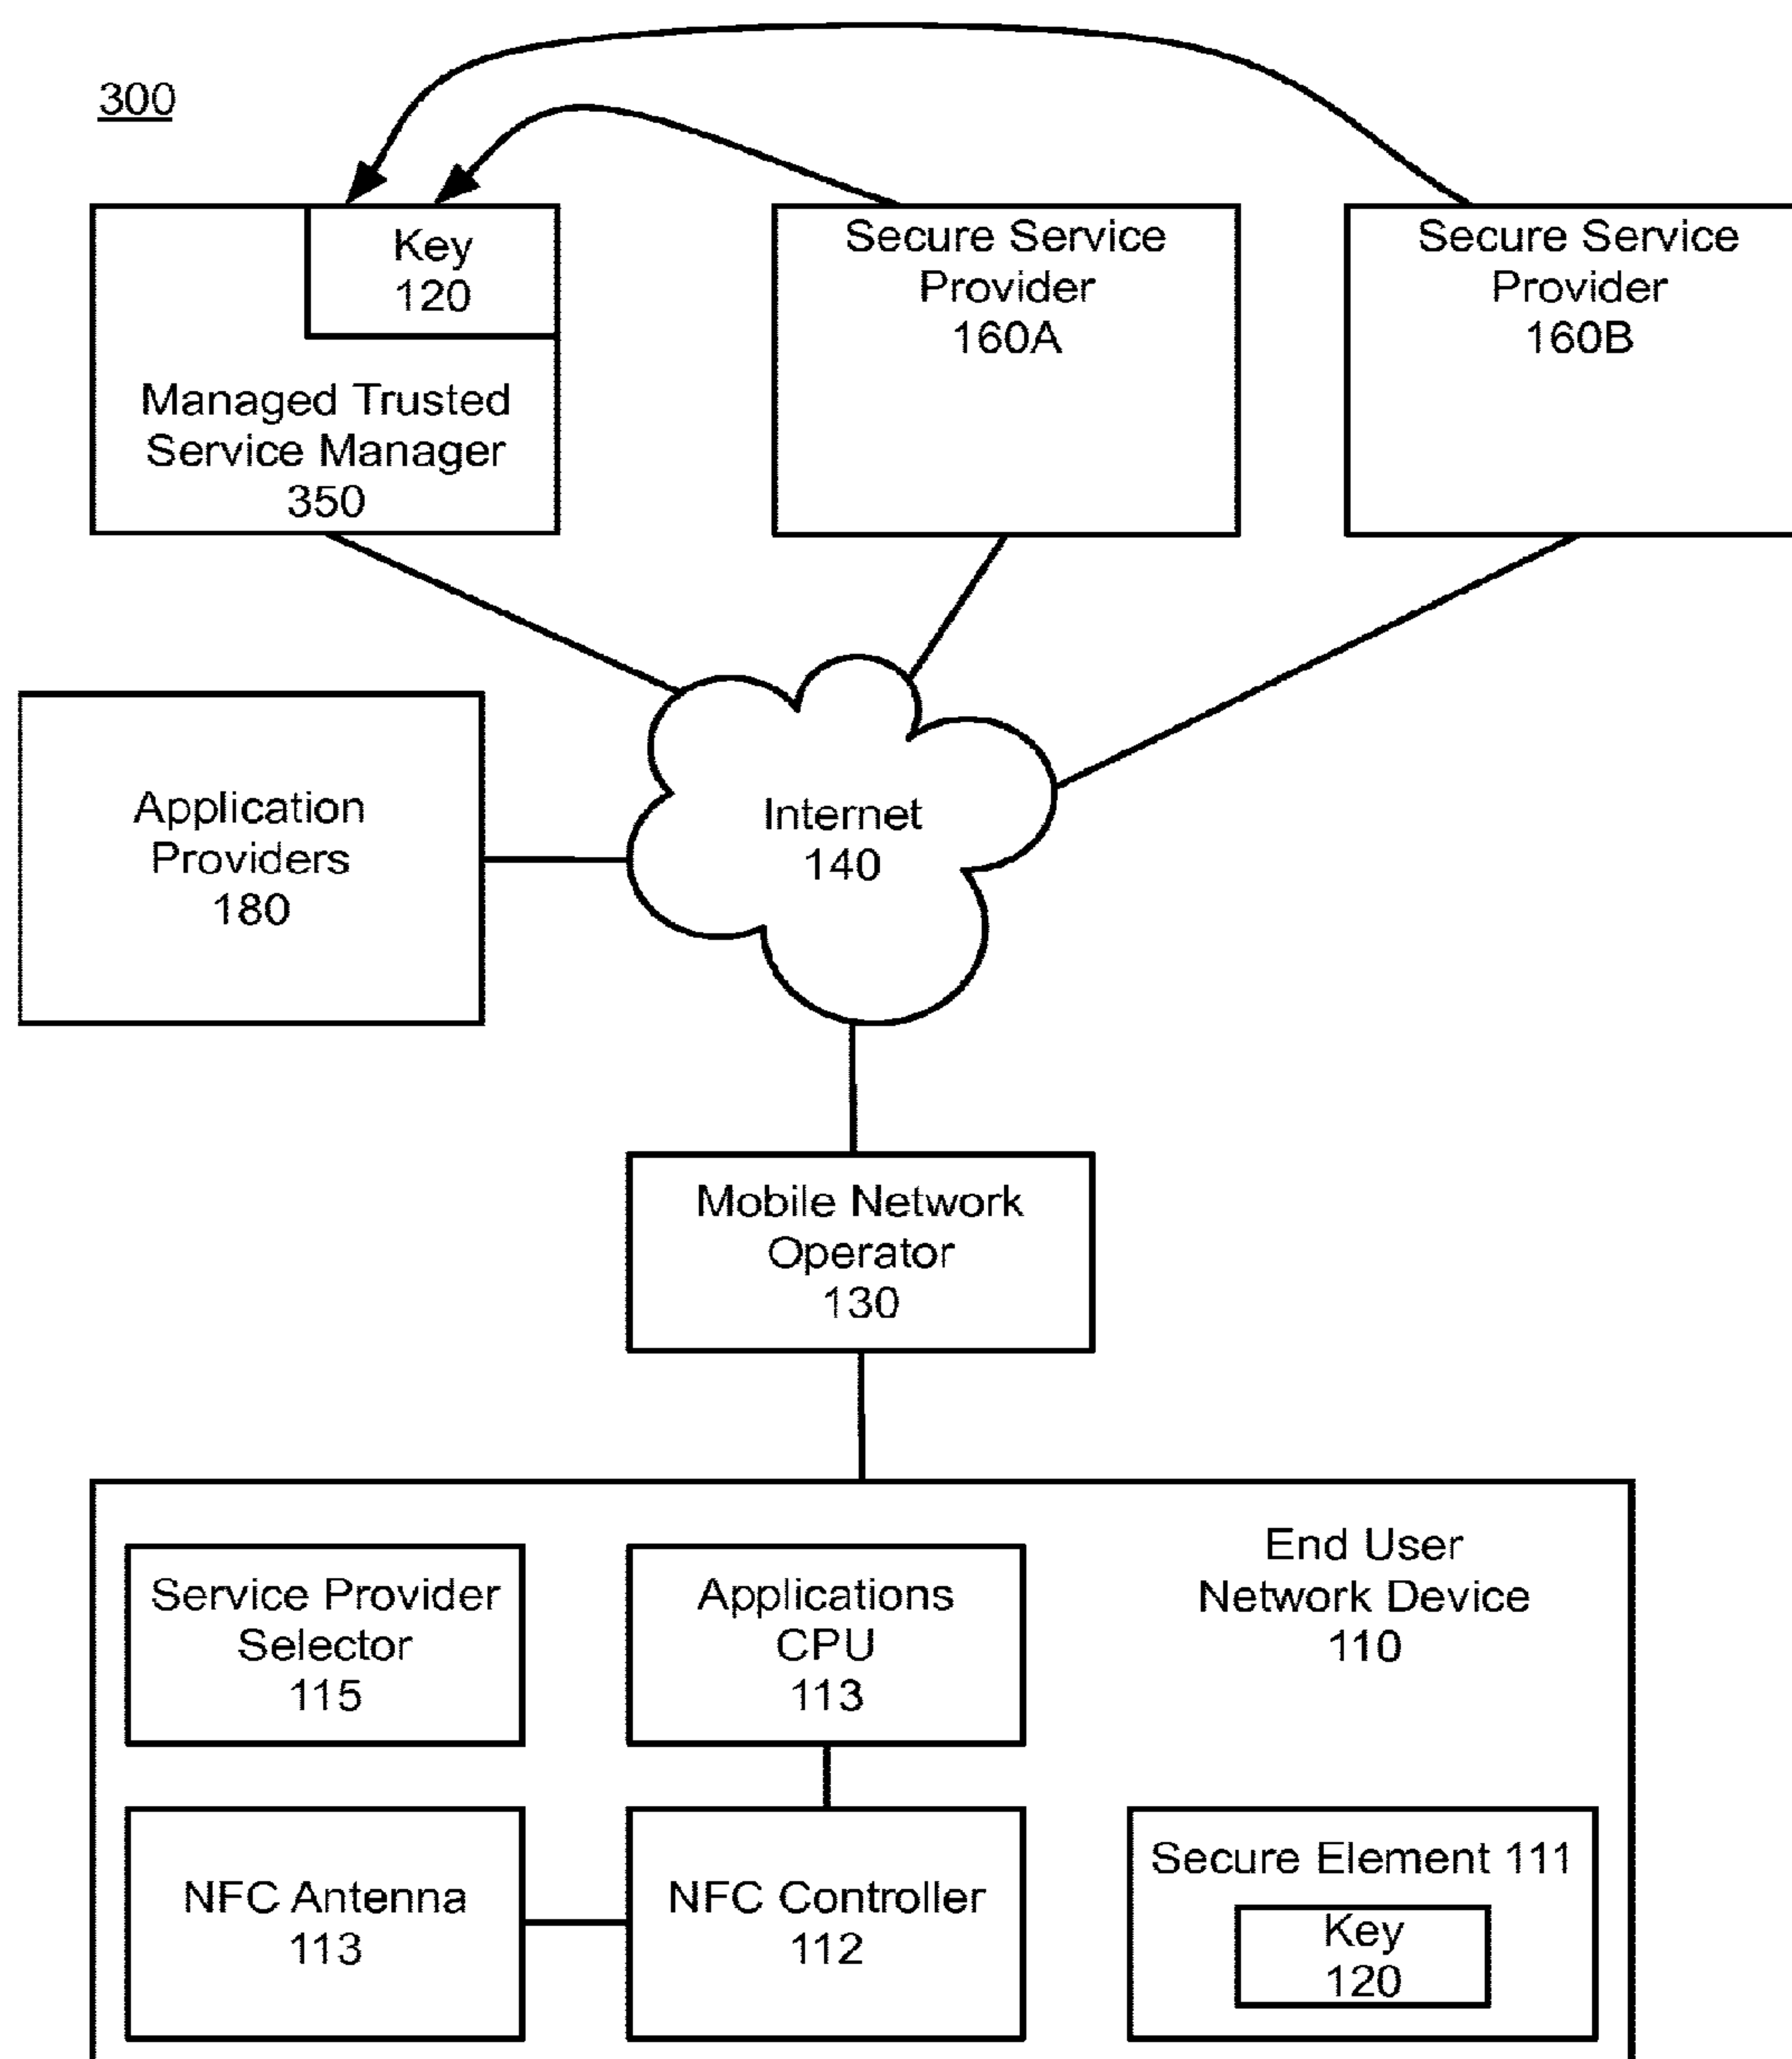 300
Key
120
Managed Trusted
Service Manager
350
Secure Service
Provider
160A
Secure Service
Provider
160B
Application
Providers
180
Internet
140
Mobile Network
Operator
130
End User
Network Device
110
Service Provider
Selector
115
Applications
CPU
113
NFC Antenna
113
NFC Controller
112
Secure Element 111
Key
120